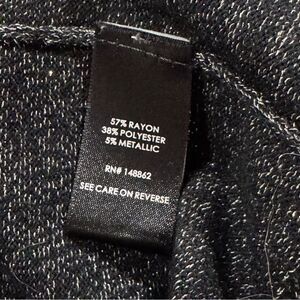 57% RAYON
38% POLYESTER
5% METALLIC
RN# 148862
SEE CARE ON REVERSE